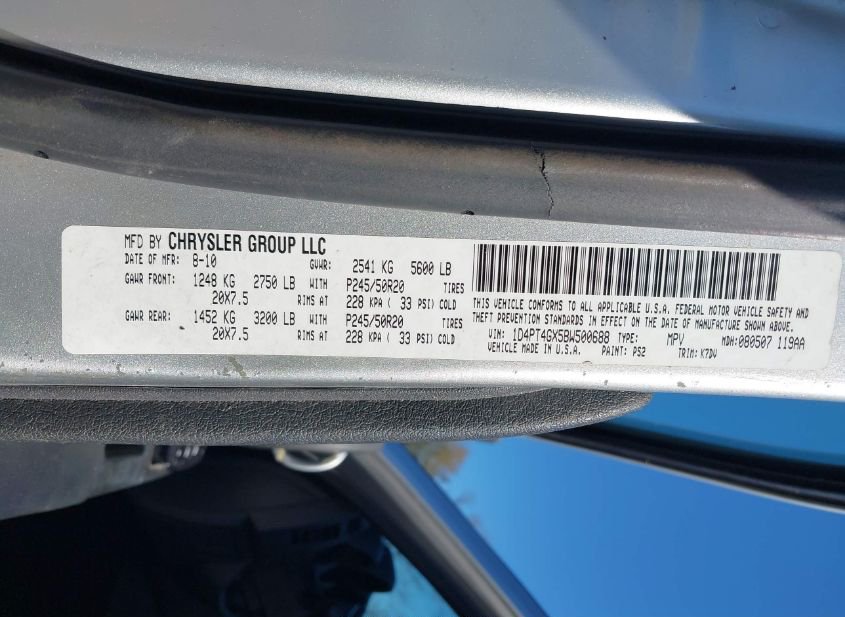 MFD BY CHRYSLER GROUP LLC
DATE OF MFR: 8-10 GVWR: 2541 KG 5600 LB
GAWR FRONT: 1248 KG 2750 LB WITH P245/50R20 TIRES
20X7.5 RIMS AT 228 KPA ( 33 PSI) COLD
GAWR REAR: 1452 KG 3200 LB WITH P245/50R20 TIRES
20X7.5 RIMS AT 228 KPA ( 33 PSI) COLD
THIS VEHICLE CONFORMS TO ALL APPLICABLE U.S.A. FEDERAL MOTOR VEHICLE SAFETY AND
THEFT PREVENTION STANDARDS IN EFFECT ON THE DATE OF MANUFACTURE SHOWN ABOVE.
VIN: 1D4PT4GX5BW500688 TYPE: MPV MDH: 080507 119AA
VEHICLE MADE IN U.S.A. PAINT: PS2 TRIM: K7DV